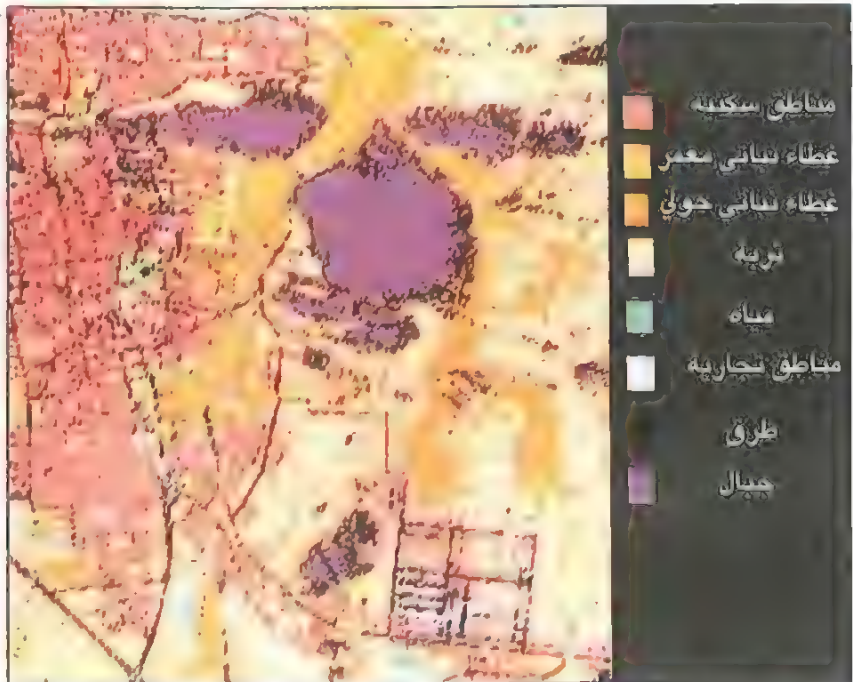 مناطق سكنية
غطاء نباتي معمر
غطاء نباتي حولي
تربة
مياه
مناطق تجارية
طرق
جبال